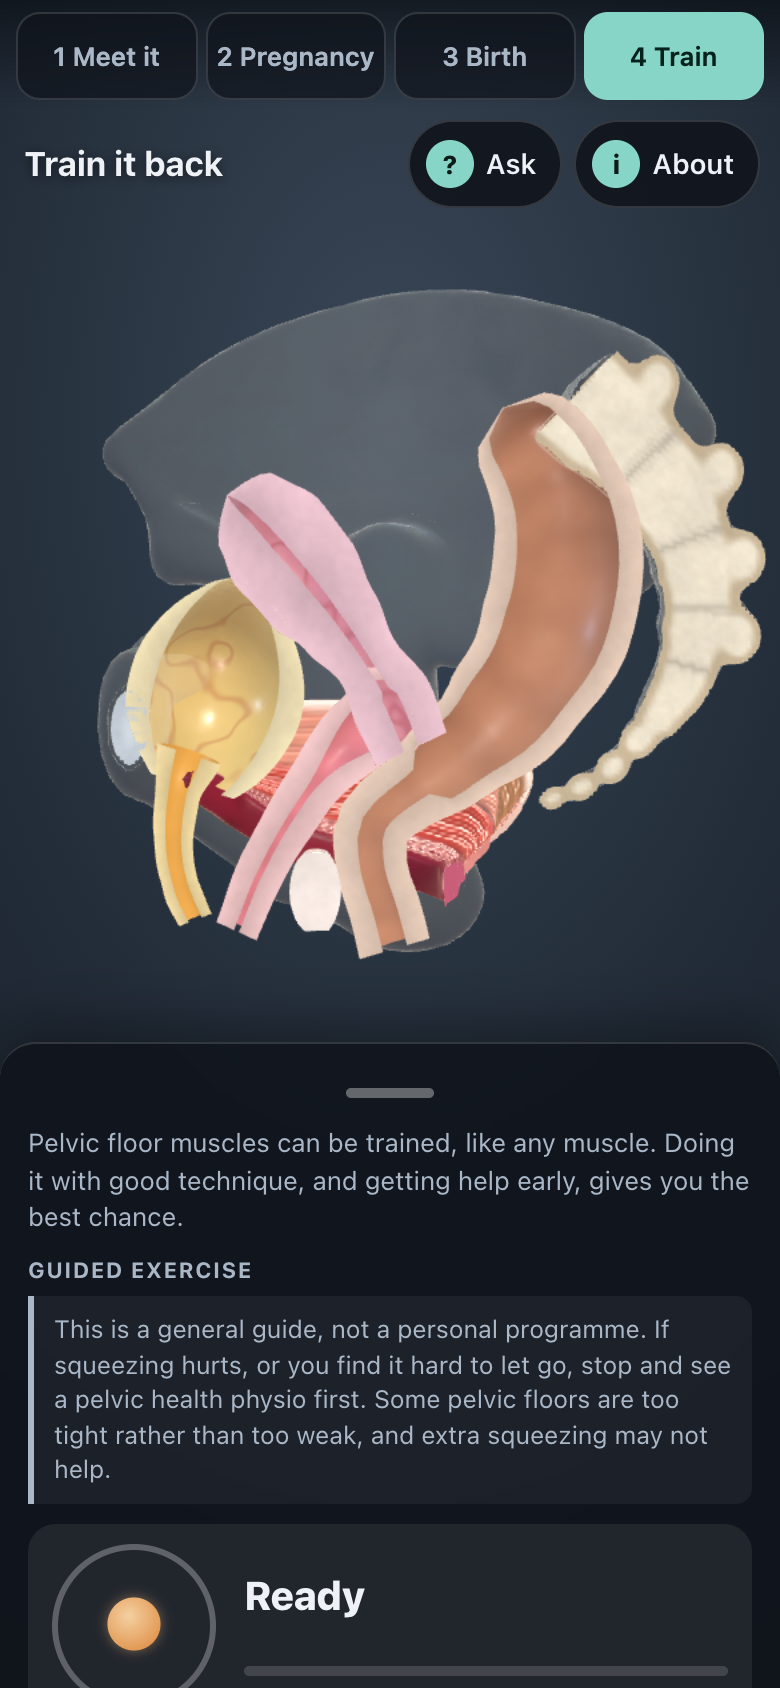 1 Meet it
2 Pregnancy
3 Birth
4 Train
Train it back
? Ask
i About
Pelvic floor muscles can be trained, like any muscle. Doing
it with good technique, and getting help early, gives you the
best chance.
GUIDED EXERCISE
This is a general guide, not a personal programme. If
squeezing hurts, or you find it hard to let go, stop and see
a pelvic health physio first. Some pelvic floors are too
tight rather than too weak, and extra squeezing may not
help.
Ready